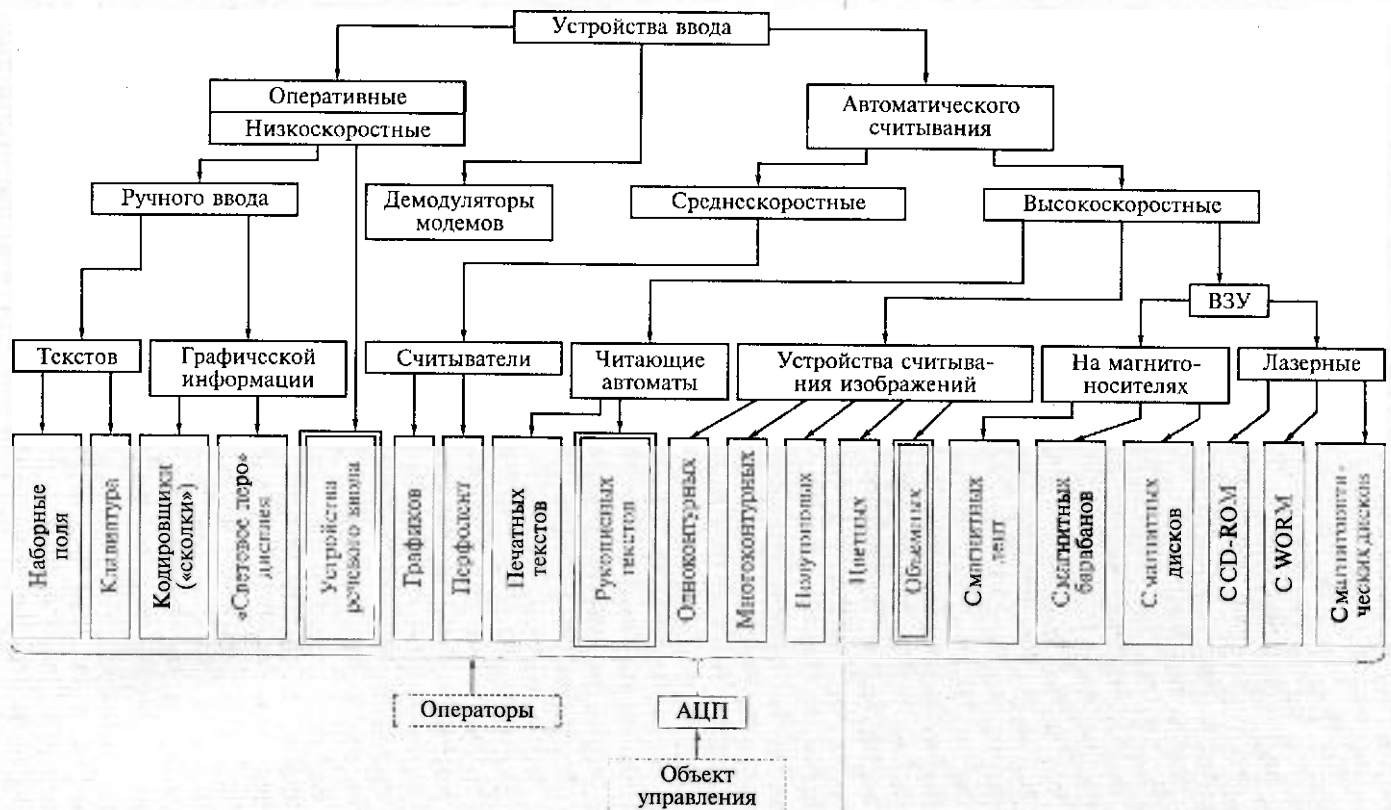 Устройства ввода
Оперативные
Низкоскоростные
Автоматического
считывания
Ручного ввода
Демодуляторы
модемов
Среднескоростные
Высокоскоростные
ВЗУ
Текстов
Графической
информации
Считыватели
Читающие
автоматы
Устройства считыва-
ния изображений
На магнито-
носителях
Лазерные
Наборные
поля
Клавиатура
Кодировщики
(«сколки»)
«Световое перо»
дисплея
Устройства
речевого ввода
Графиков
Перфолент
Печатных
текстов
Рукописных
текстов
Одноконтурных
Многоконтурных
Полутонных
Цветных
Объемных
С магнитных
лент
С магнитных
барабанов
С магнитных
дисков
С CD-ROM
С WORM
С магнитопти-
ческих дисков
Операторы
АЦП
Объект
управления